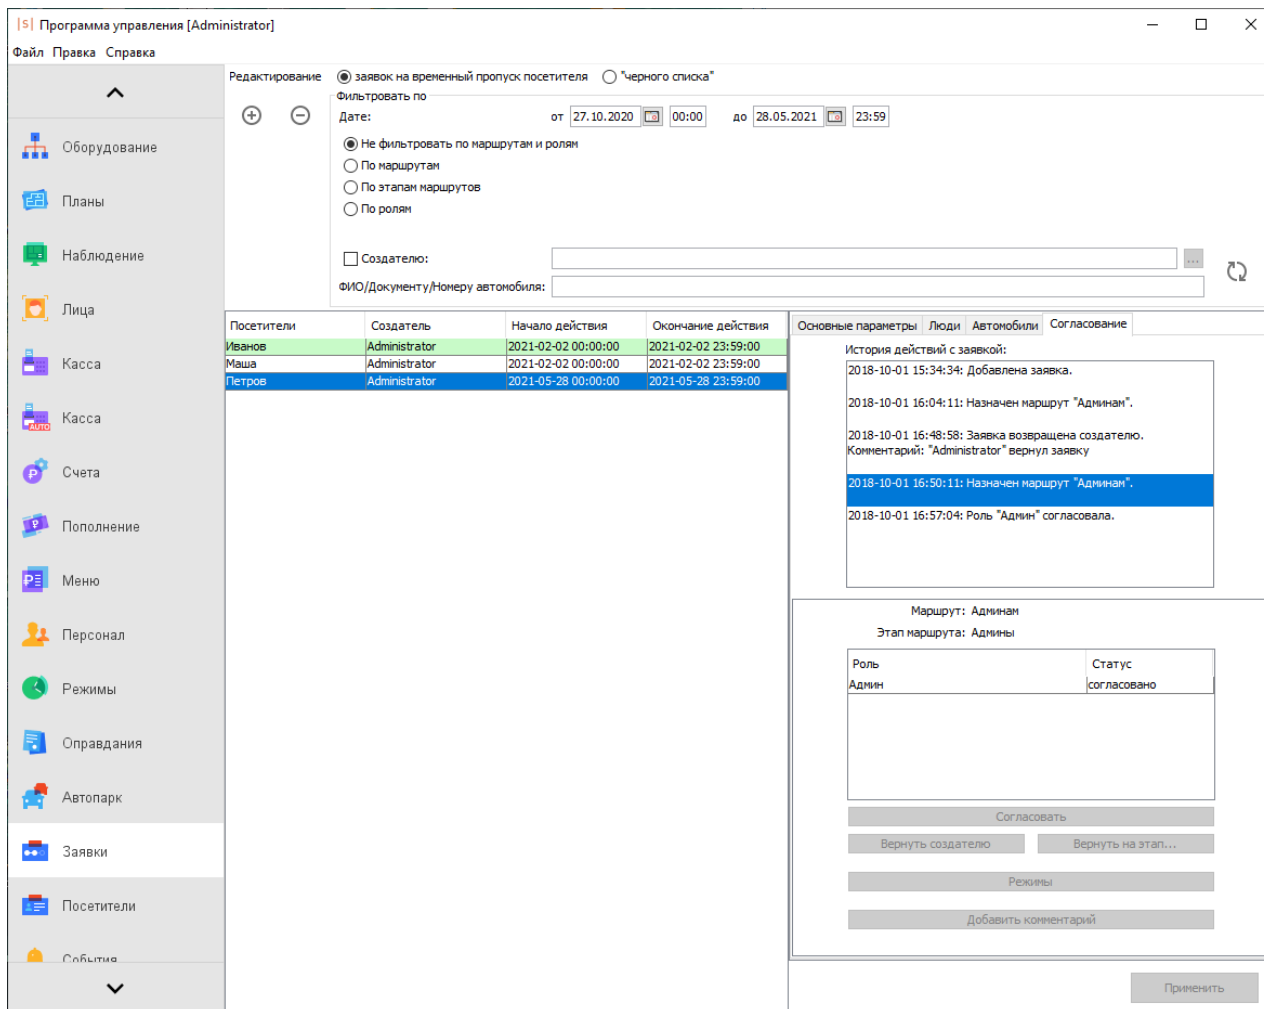 |S| Программа управления [Administrator]
Файл Правка Справка
Редактирование заявок на временный пропуск посетителя "черного списка"
Фильтровать по
Дате: от 27.10.2020 00:00 до 28.05.2021 23:59
Не фильтровать по маршрутам и ролям
По маршрутам
По этапам маршрутов
По ролям
Создателю: ...
ФИО/Документу/Номеру автомобиля:
Оборудование
Планы
Наблюдение
Лица
Касса
Касса
AUTO
Счета
Пополнение
Меню
Персонал
Режимы
Оправдания
Автопарк
Заявки
Посетители
События
Посетители Создатель Начало действия Окончание действия
Иванов Administrator 2021-02-02 00:00:00 2021-02-02 23:59:00
Маша Administrator 2021-02-02 00:00:00 2021-02-02 23:59:00
Петров Administrator 2021-05-28 00:00:00 2021-05-28 23:59:00
Основные параметры Люди Автомобили Согласование
История действий с заявкой:
2018-10-01 15:34:34: Добавлена заявка.
2018-10-01 16:04:11: Назначен маршрут "Админам".
2018-10-01 16:48:58: Заявка возвращена создателю.
Комментарий: "Administrator" вернул заявку
2018-10-01 16:50:11: Назначен маршрут "Админам".
2018-10-01 16:57:04: Роль "Админ" согласовала.
Маршрут: Админам
Этап маршрута: Админы
Роль Статус
Админ согласовано
Согласовать
Вернуть создателю Вернуть на этап...
Режимы
Добавить комментарий
Применить